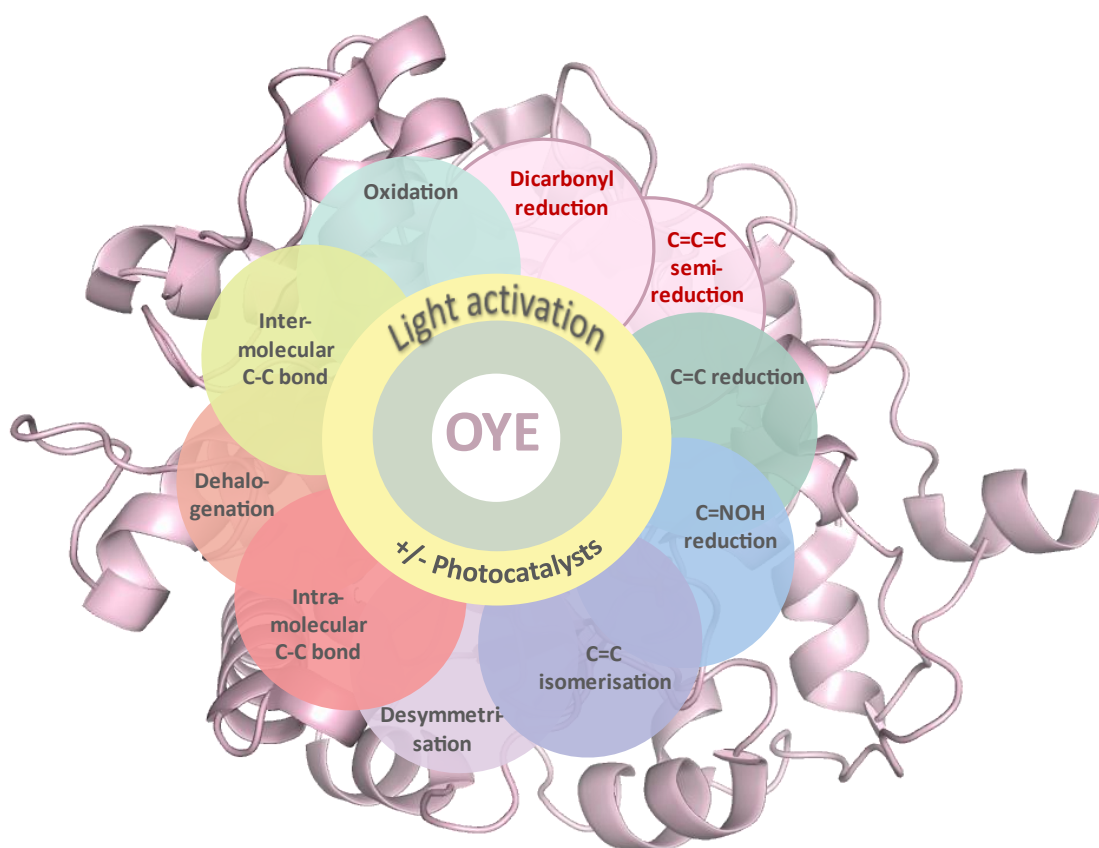 Oxidation
Dicarbonyl
reduction
C=C=C
semi-
reduction
Light activation
Inter-
molecular
C-C bond
C=C reduction
OYE
Dehalo-
genation
C=NOH
reduction
+/- Photocatalysts
Intra-
molecular
C-C bond
C=C
isomerisation
Desymmetri-
sation